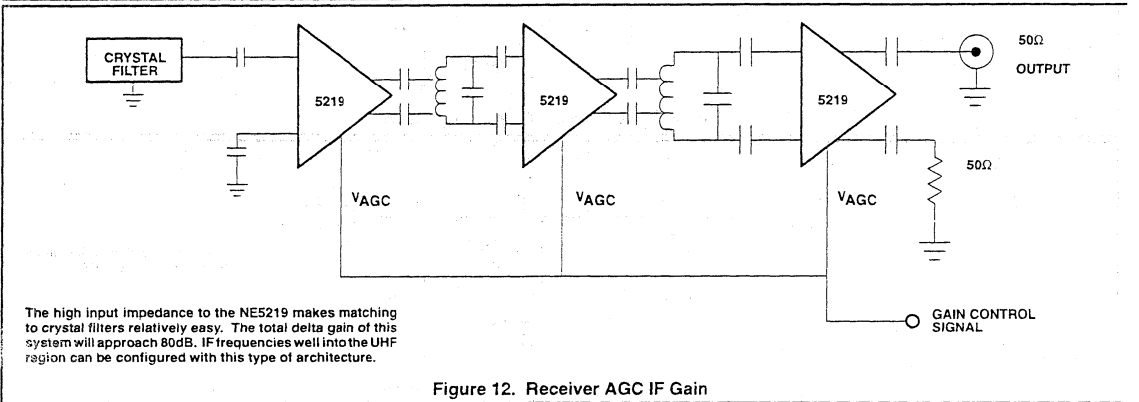 CRYSTAL
FILTER
5219
5219
5219
50Ω
OUTPUT
50Ω
VAGC
VAGC
VAGC
GAIN CONTROL
SIGNAL
The high input impedance to the NE5219 makes matching
to crystal filters relatively easy. The total delta gain of this
system will approach 80dB. IF frequencies well into the UHF
region can be configured with this type of architecture.
Figure 12. Receiver AGC IF Gain